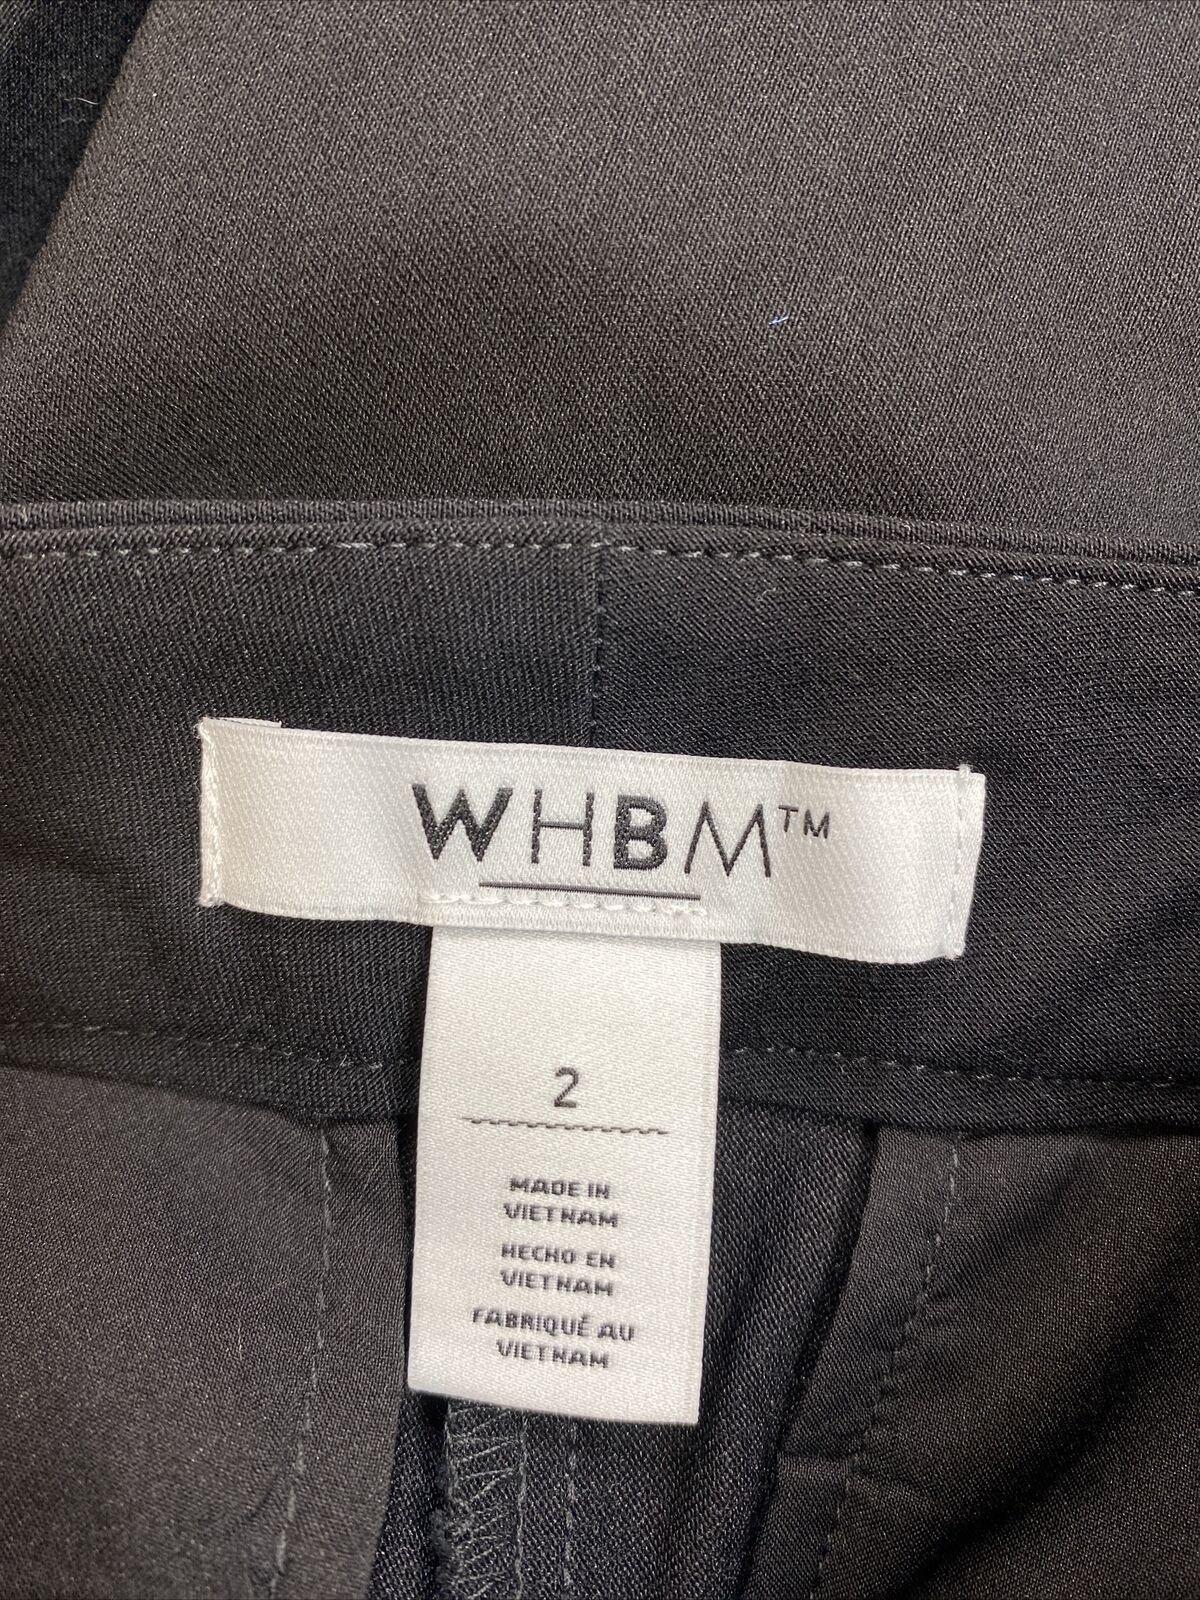 WHBM™
2
MADE IN
VIETNAM
HECHO EN
VIETNAM
FABRIQUÉ AU
VIETNAM